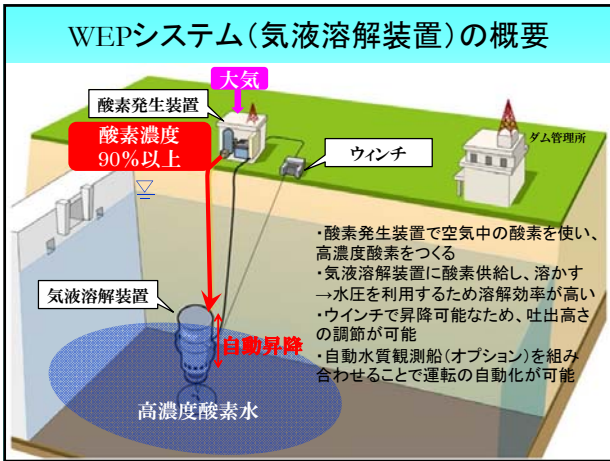 WEPシステム(気液溶解装置)の概要
大気
酸素発生装置
酸素濃度
90%以上
ウィンチ
ダム管理所
・酸素発生装置で空気中の酸素を使い、
高濃度酸素をつくる
・気液溶解装置に酸素供給し、溶かす
→水圧を利用するため溶解効率が高い
・ウインチで昇降可能なため、吐出高さ
の調節が可能
・自動水質観測船(オプション)を組み
合わせることで運転の自動化が可能
気液溶解装置
自動昇降
高濃度酸素水